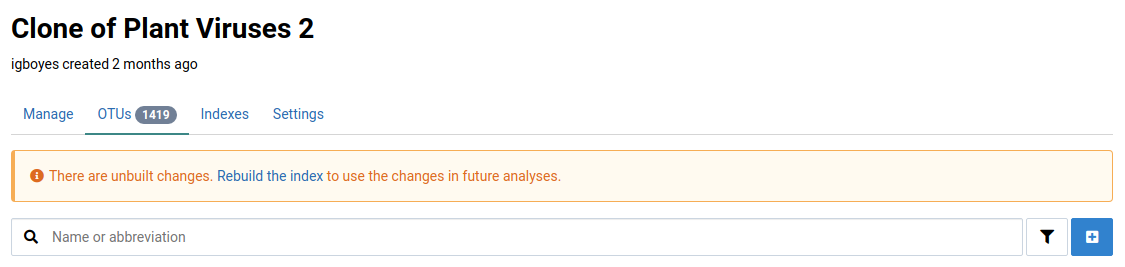 Clone of Plant Viruses 2
igboyes created 2 months ago
Manage OTUs 1419 Indexes Settings
There are unbuilt changes. Rebuild the index to use the changes in future analyses.
Name or abbreviation